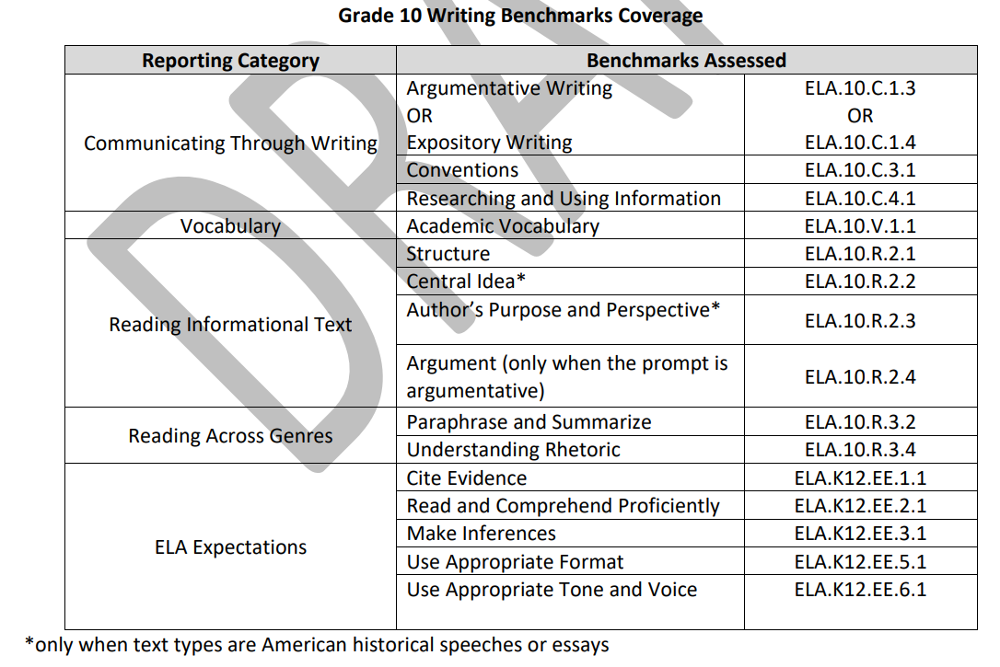 Grade 10 Writing Benchmarks Coverage
Reporting Category Benchmarks Assessed
Communicating Through Writing
Argumentative Writing ELA.10.C.1.3
OR OR
Expository Writing ELA.10.C.1.4
Conventions ELA.10.C.3.1
Researching and Using Information ELA.10.C.4.1
Vocabulary Academic Vocabulary ELA.10.V.1.1
Reading Informational Text
Structure ELA.10.R.2.1
Central Idea* ELA.10.R.2.2
Author’s Purpose and Perspective* ELA.10.R.2.3
Argument (only when the prompt is
argumentative) ELA.10.R.2.4
Reading Across Genres
Paraphrase and Summarize ELA.10.R.3.2
Understanding Rhetoric ELA.10.R.3.4
ELA Expectations
Cite Evidence ELA.K12.EE.1.1
Read and Comprehend Proficiently ELA.K12.EE.2.1
Make Inferences ELA.K12.EE.3.1
Use Appropriate Format ELA.K12.EE.5.1
Use Appropriate Tone and Voice ELA.K12.EE.6.1
*only when text types are American historical speeches or essays
DRA